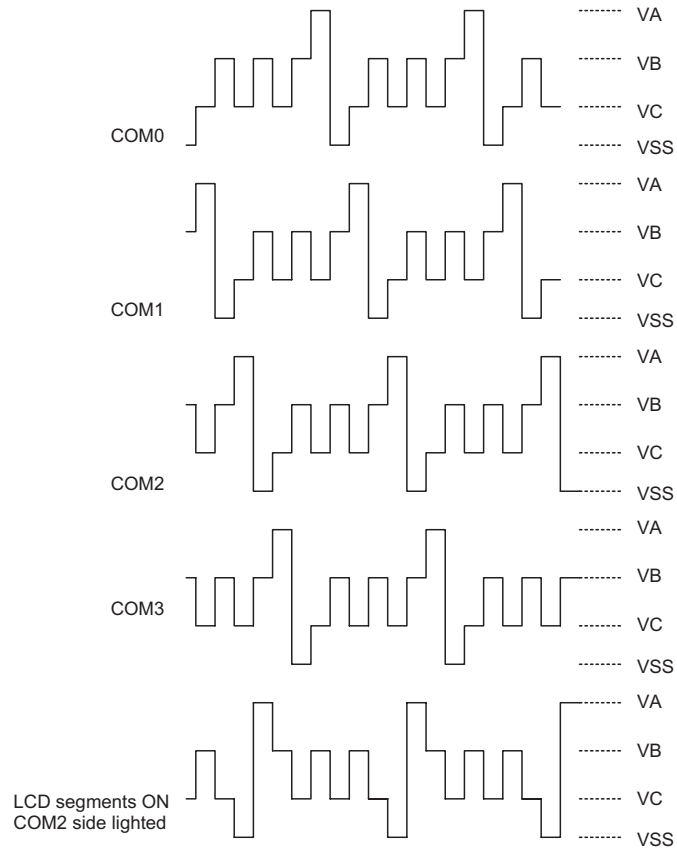 VA
VB
VC
COM0
VSS
VA
VB
VC
COM1
VSS
VA
VB
VC
COM2
VSS
VA
VB
COM3
VC
VSS
VA
VB
LCD segments ON
VC
COM2 side lighted
VSS